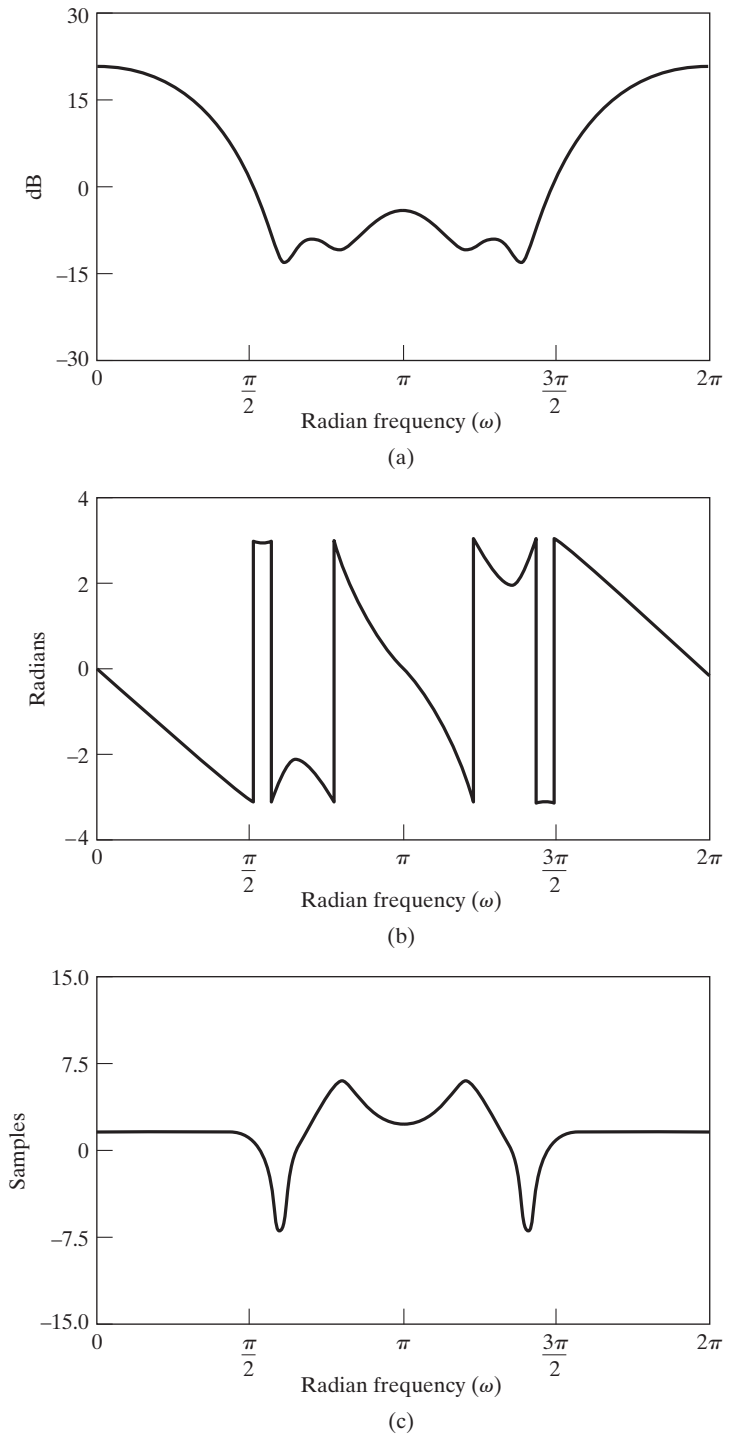 30
15
0
–15
–30
dB
0
π/2
π
3π/2
2π
Radian frequency (ω)
(a)
4
2
0
–2
–4
Radians
0
π/2
π
3π/2
2π
Radian frequency (ω)
(b)
15.0
7.5
0
–7.5
–15.0
Samples
0
π/2
π
3π/2
2π
Radian frequency (ω)
(c)